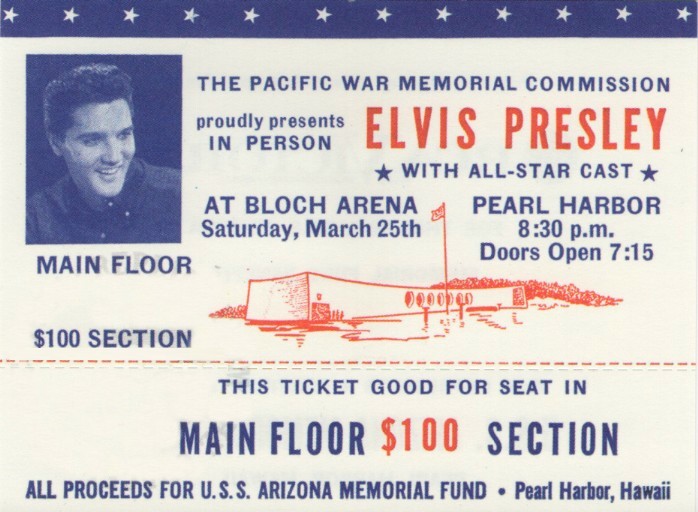 THE PACIFIC WAR MEMORIAL COMMISSION
proudly presents
IN PERSON
ELVIS PRESLEY
★ WITH ALL-STAR CAST ★
AT BLOCH ARENA
Saturday, March 25th
PEARL HARBOR
8:30 p.m.
Doors Open 7:15
MAIN FLOOR
$100 SECTION
THIS TICKET GOOD FOR SEAT IN
MAIN FLOOR $100 SECTION
ALL PROCEEDS FOR U.S.S. ARIZONA MEMORIAL FUND • Pearl Harbor, Hawaii